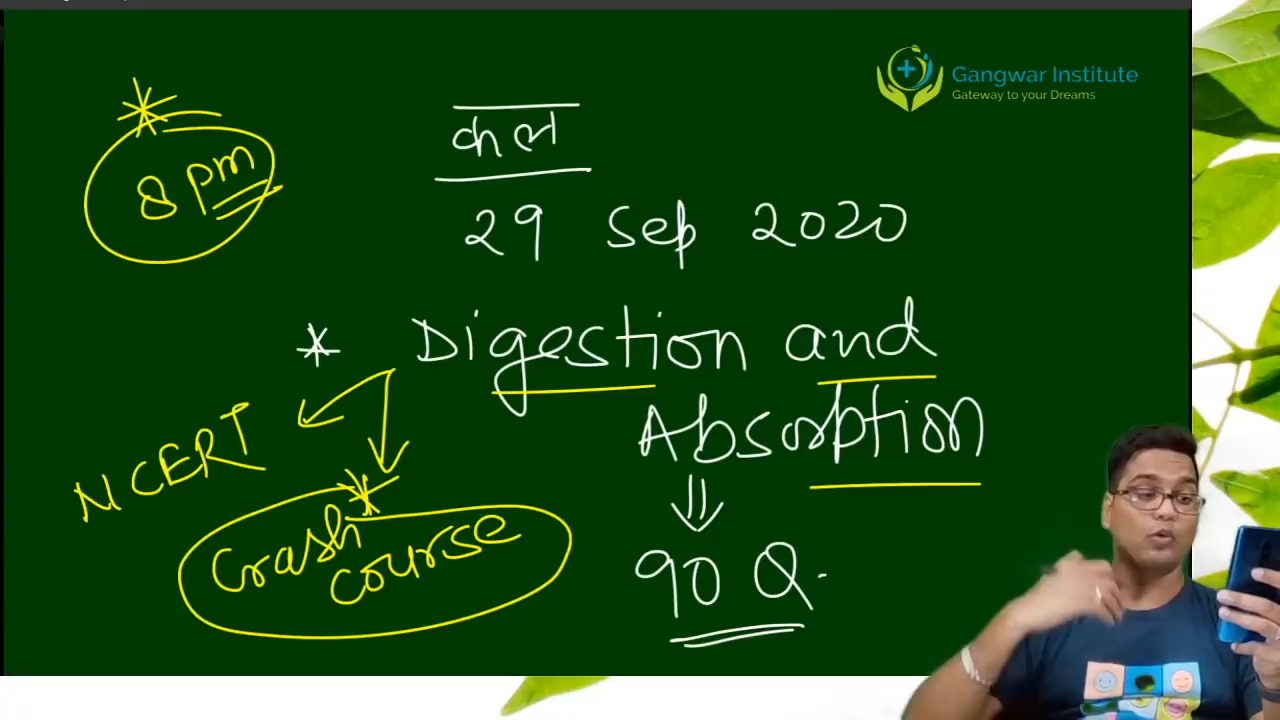 Gangwar Institute
Gateway to your Dreams
8 pm
कल
29 Sep 2020
* Digestion and
Absorption
NCERT
Crash
course
90 Q.